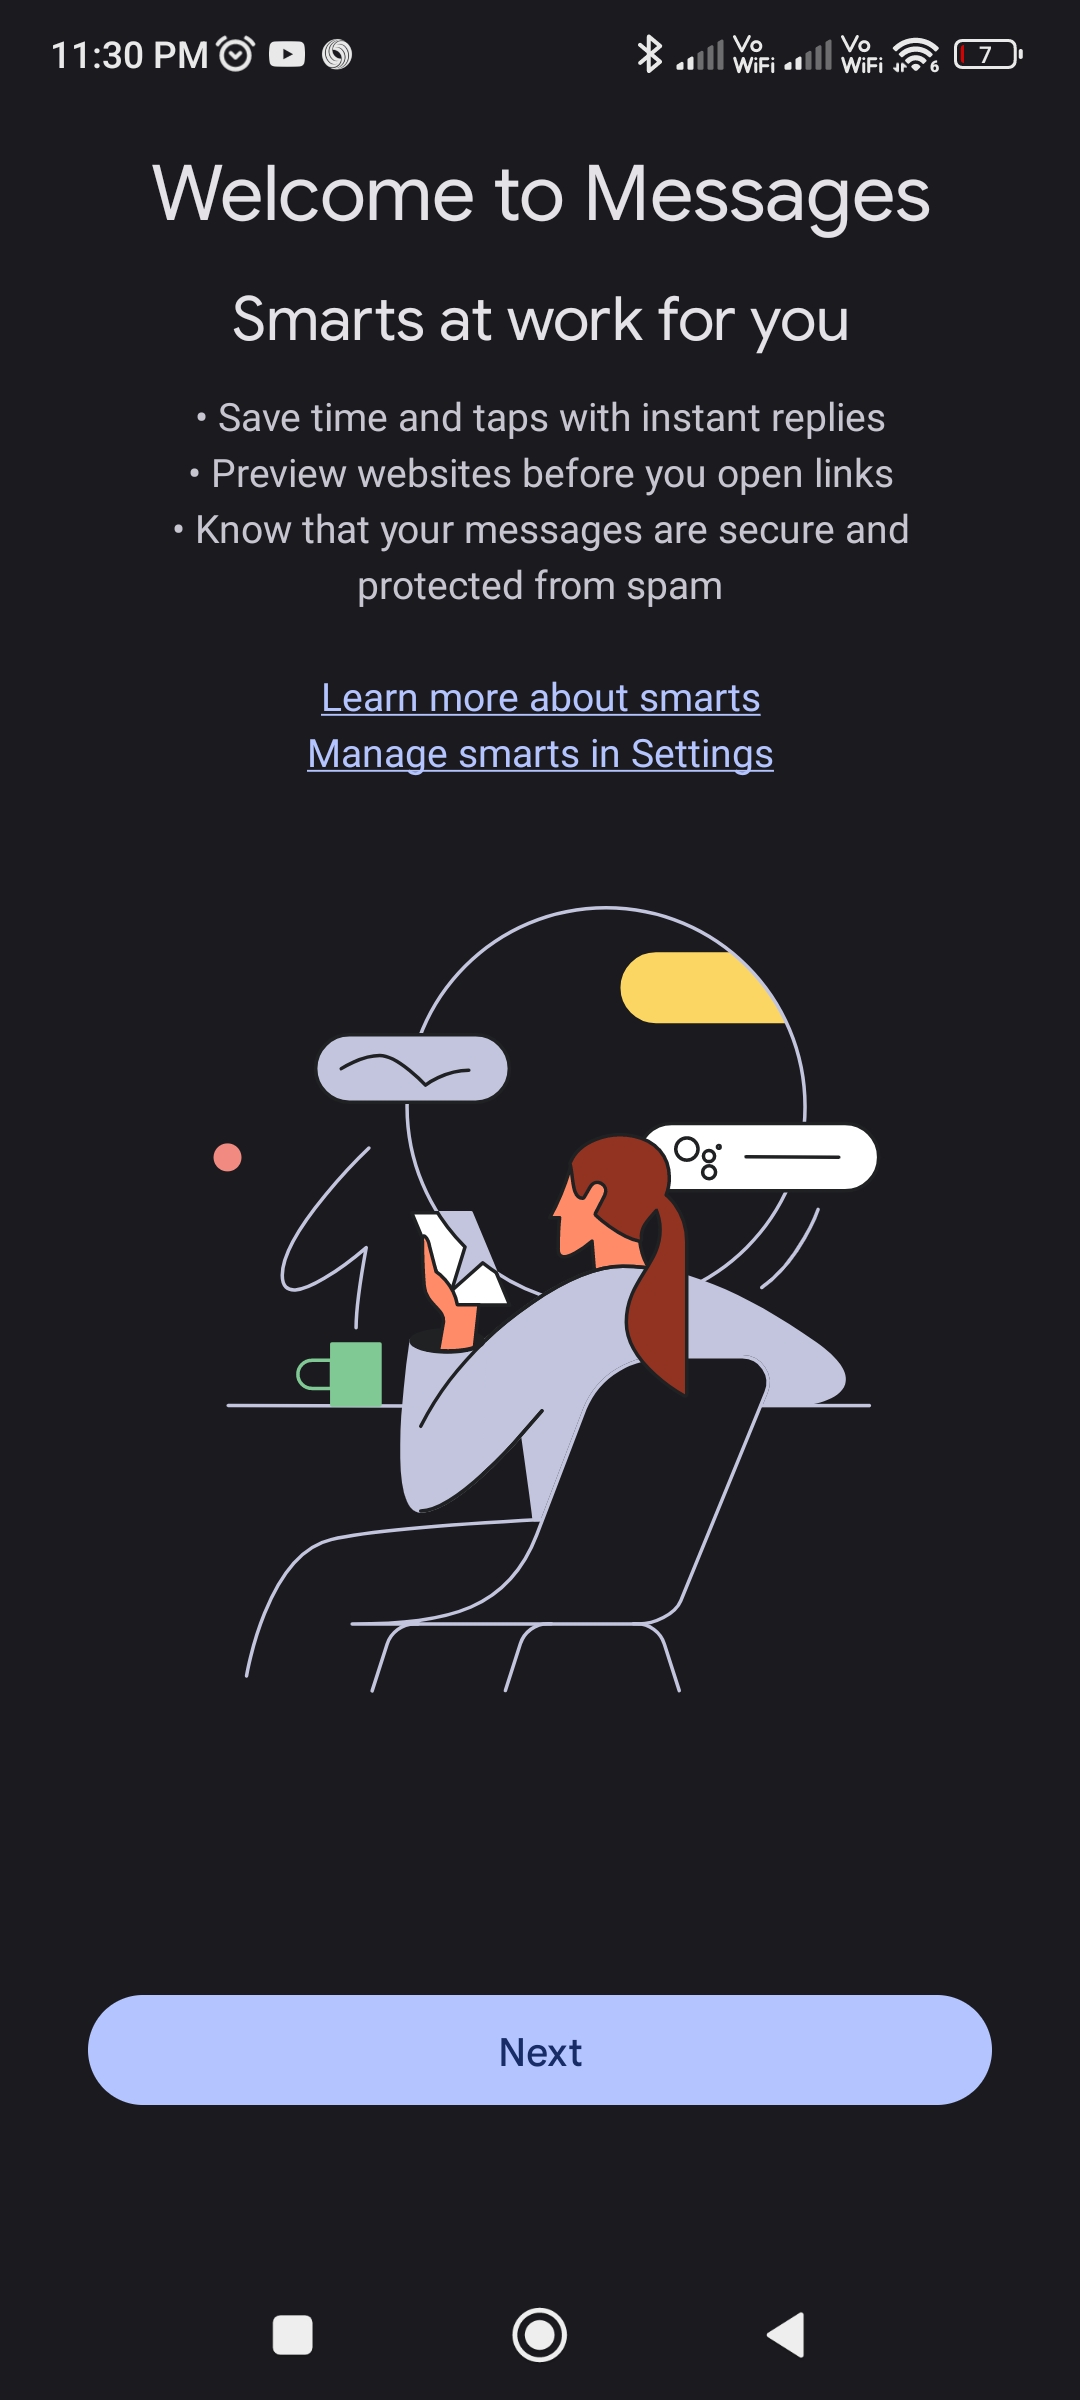 11:30 PM Vo WiFi Vo WiFi 6 7
Welcome to Messages
Smarts at work for you
• Save time and taps with instant replies
• Preview websites before you open links
• Know that your messages are secure and
protected from spam
Learn more about smarts
Manage smarts in Settings
Next